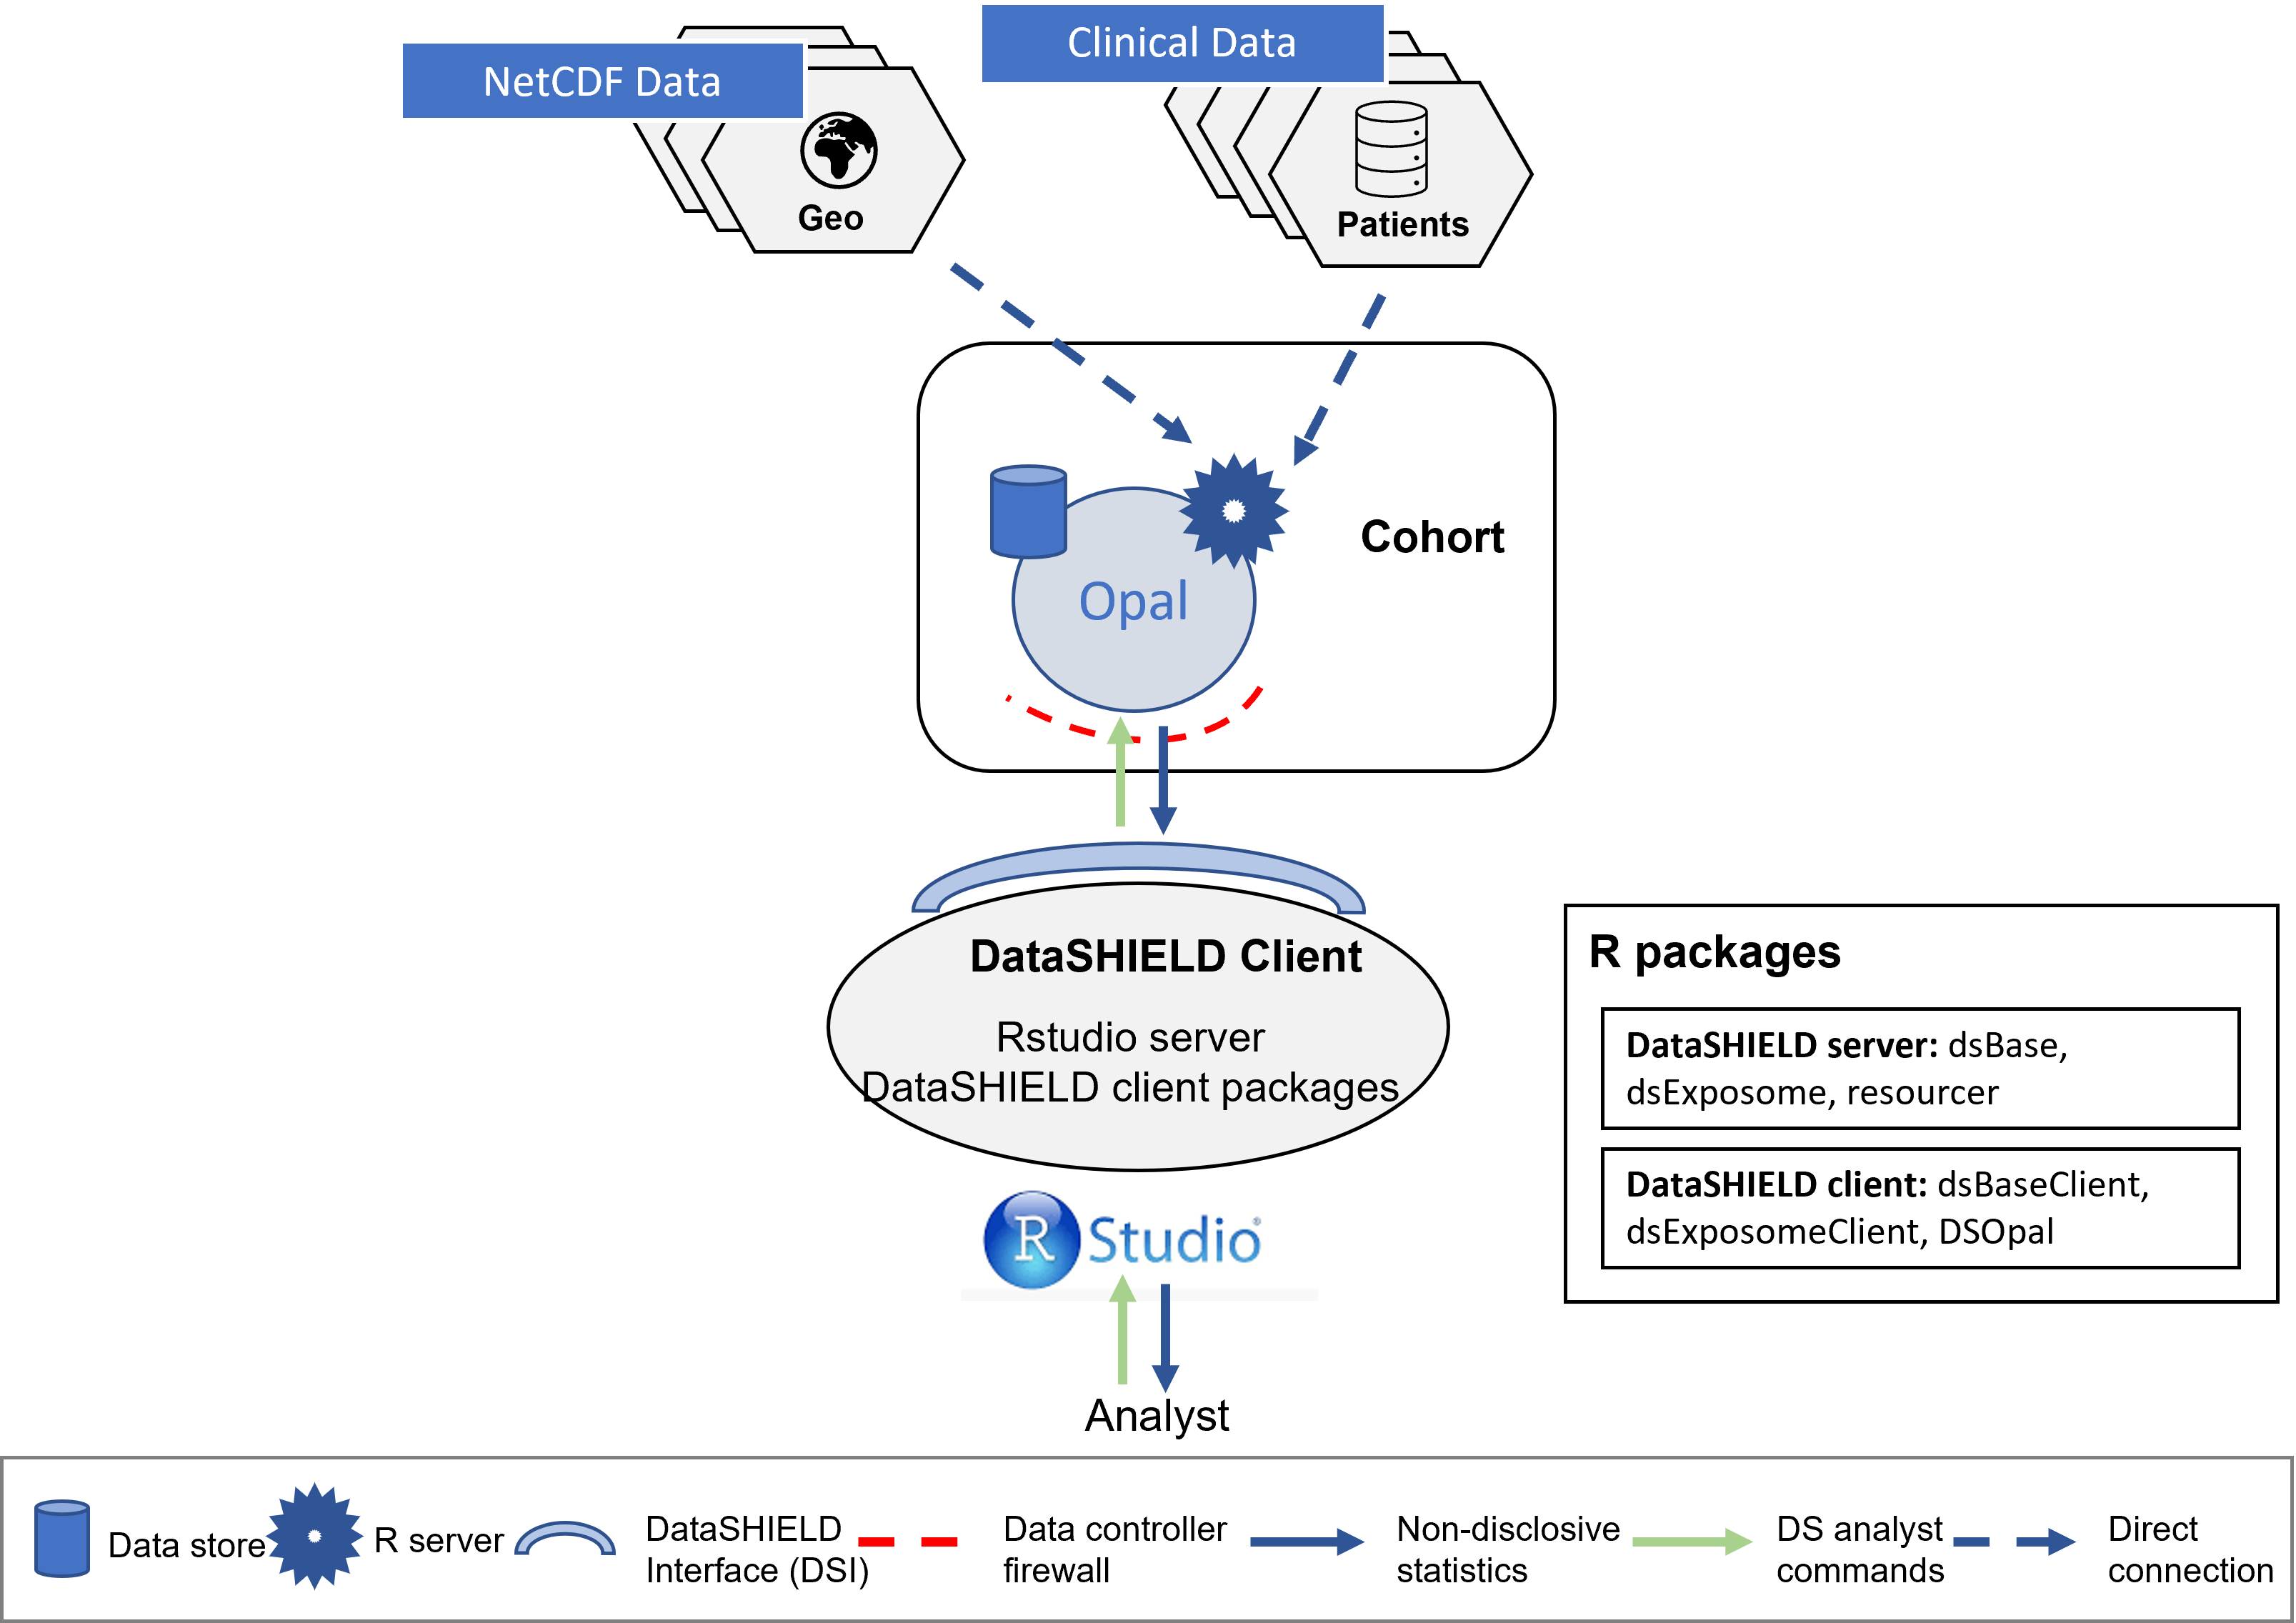 NetCDF Data
Clinical Data
Geo
Patients
Cohort
Opal
DataSHIELD Client
Rstudio server
DataSHIELD client packages
R Studio®
Analyst
R packages
DataSHIELD server: dsBase,
dsExposome, resourcer
DataSHIELD client: dsBaseClient,
dsExposomeClient, DSOpal
Data store
R server
DataSHIELD
Interface (DSI)
Data controller
firewall
Non-disclosive
statistics
DS analyst
commands
Direct
connection